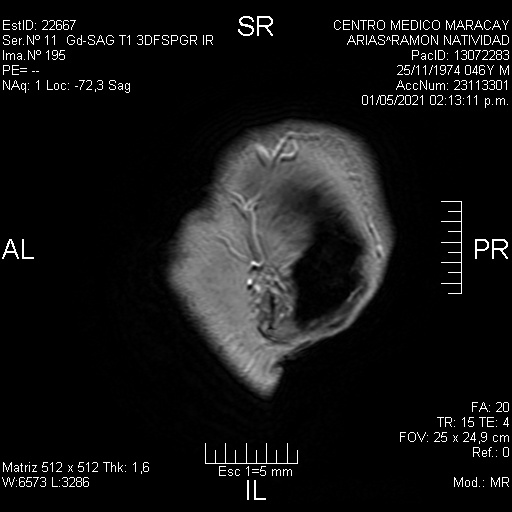 EstID: 22667
Ser.Nº 11 Gd-SAG T1 3DFSPGR IR
Ima.Nº 195
PE= --
NAq: 1 Loc: -72,3 Sag
SR
CENTRO MEDICO MARACAY
ARIAS^RAMON NATIVIDAD
PacID: 13072283
25/11/1974 046Y M
AccNum: 23113301
01/05/2021 02:13:11 p.m.
AL
PR
FA: 20
TR: 15 TE: 4
FOV: 25 x 24,9 cm
Ref.: 0
Mod.: MR
Matriz 512 x 512 Thk: 1,6
W:6573 L:3286
Esc 1=5 mm
IL